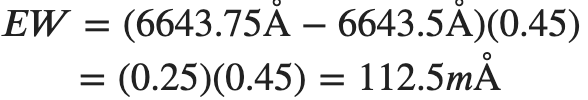 EW = (6643.75Å − 6643.5Å)(0.45)
= (0.25)(0.45) = 112.5mÅ